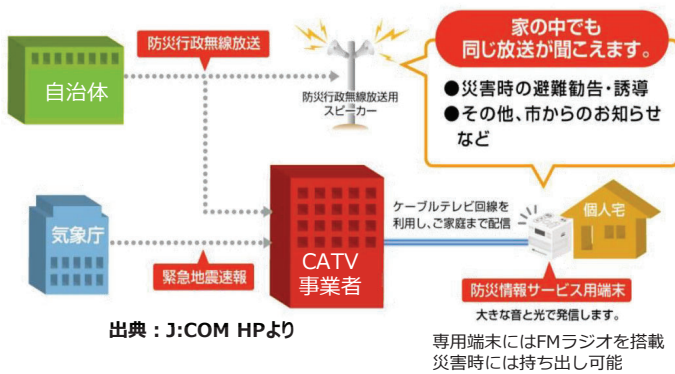 防災行政無線放送
自治体
防災行政無線放送用
スピーカー
家の中でも
同じ放送が聞こえます。
●災害時の避難勧告・誘導
●その他、市からのお知らせ
など
気象庁
緊急地震速報
CATV
事業者
ケーブルテレビ回線を
利用し、ご家庭まで配信
個人宅
防災情報サービス用端末
大きな音と光で発信します。
出典：J:COM HPより
専用端末にはFMラジオを搭載
災害時には持ち出し可能